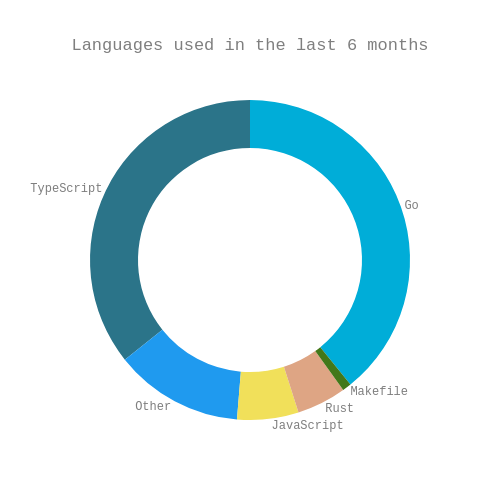 Languages used in the last 6 months
TypeScript
Go
Makefile
Other
Rust
JavaScript